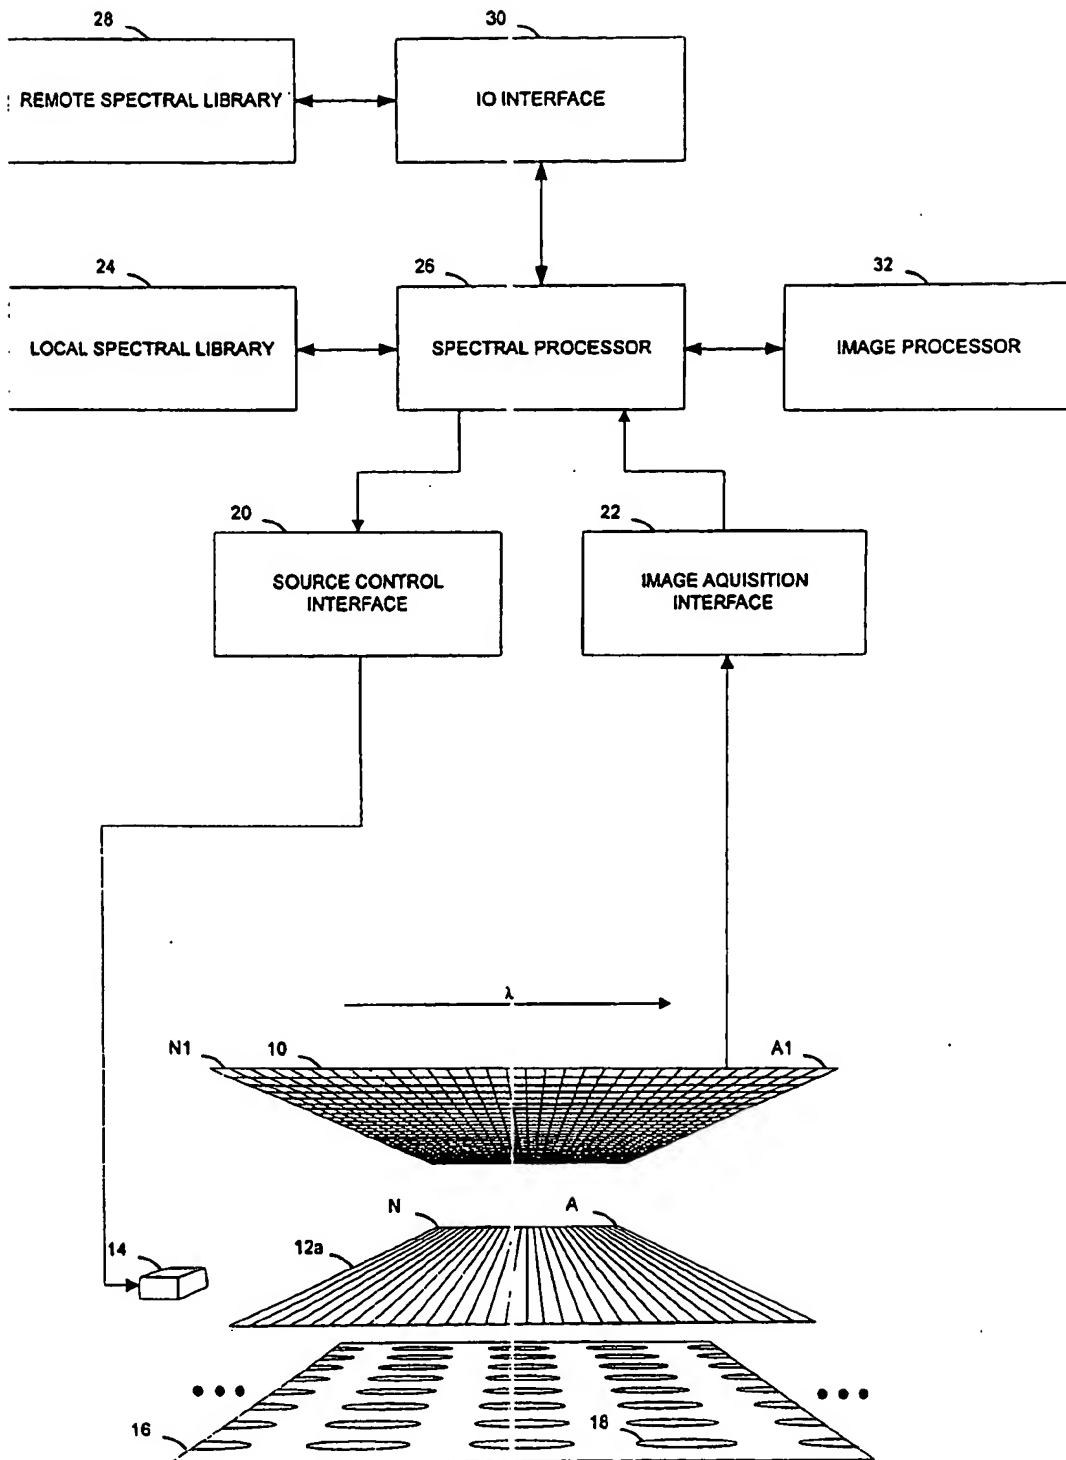 28
30
REMOTE SPECTRAL LIBRARY
IO INTERFACE
24
26
32
LOCAL SPECTRAL LIBRARY
SPECTRAL PROCESSOR
IMAGE PROCESSOR
20
22
SOURCE CONTROL
INTERFACE
IMAGE AQUISITION
INTERFACE
λ
N1
10
A1
N
A
14
12a
16
18